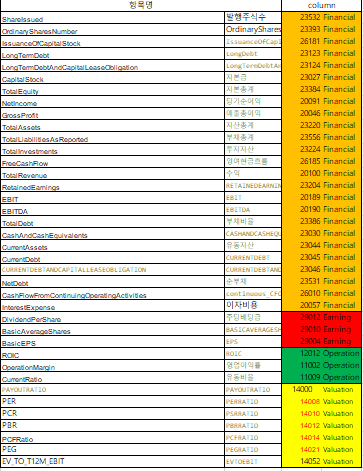 항목명 column
ShareIssued 발행주식수 23532 Financial
OrdinarySharesNumber OrdinaryShares 23393 Financial
IssuanceOfCapitalStock IssuanceOfCap 26181 Financial
LongTermDebt LongDebt 23123 Financial
LongTermDebtAndCapitalLeaseObligation LongTermDebtAn 23124 Financial
CapitalStock 자본금 23027 Financial
TotalEquity 자본총계 23384 Financial
NetIncome 당기순이익 20091 Financial
GrossProfit 매출총이익 20046 Financial
TotalAssets 자산총계 23220 Financial
TotalLiabilitiesAsReported 부채총계 23556 Financial
TotalInvestments 투자자산 23224 Financial
FreeCashFlow 잉여현금흐름 26185 Financial
TotalRevenue 수익 20100 Financial
RetainedEarnings RETAINEDEARNIN 23204 Financial
EBIT EBIT 20189 Financial
EBITDA EBITDA 20190 Financial
TotalDebt 부채비율 22386 Financial
CashAndCashEquivalents CASHANDCASHEQU 23030 Financial
CurrentAssets 유동자산 23044 Financial
CurrentDebt CURRENTDEBT 23045 Financial
CURRENTDEBTANDCAPITALLEASEOBLIGATION CURRENTDEBTAND 23046 Financial
NetDebt 순부채 23531 Financial
CashFlowFromContinuingOperatingActivities continuous_CFO 26010 Financial
InterestExpense 이자비용 20057 Financial
DividendPerShare 주당배당금 29012 Earning
BasicAverageShares BASICAVERAGESH 29010 Earning
BasicEPS EPS 29004 Earning
ROIC ROIC 12012 Operation
OperationMargin 영업이익률 11002 Operation
CurrentRatio 유동비율 11009 Operation
PAYOUTRATIO PAYOUTRATIO 14000 Valuation
PER PERRATIO 14008 Valuation
PCR PSRRATIO 14010 Valuation
PBR PBRRATIO 14012 Valuation
PCFRatio PCFRATIO 14014 Valuation
PEG PEGRATIO 14021 Valuation
EV_TO_T12M_EBIT EVTOEBIT 14052 Valuation